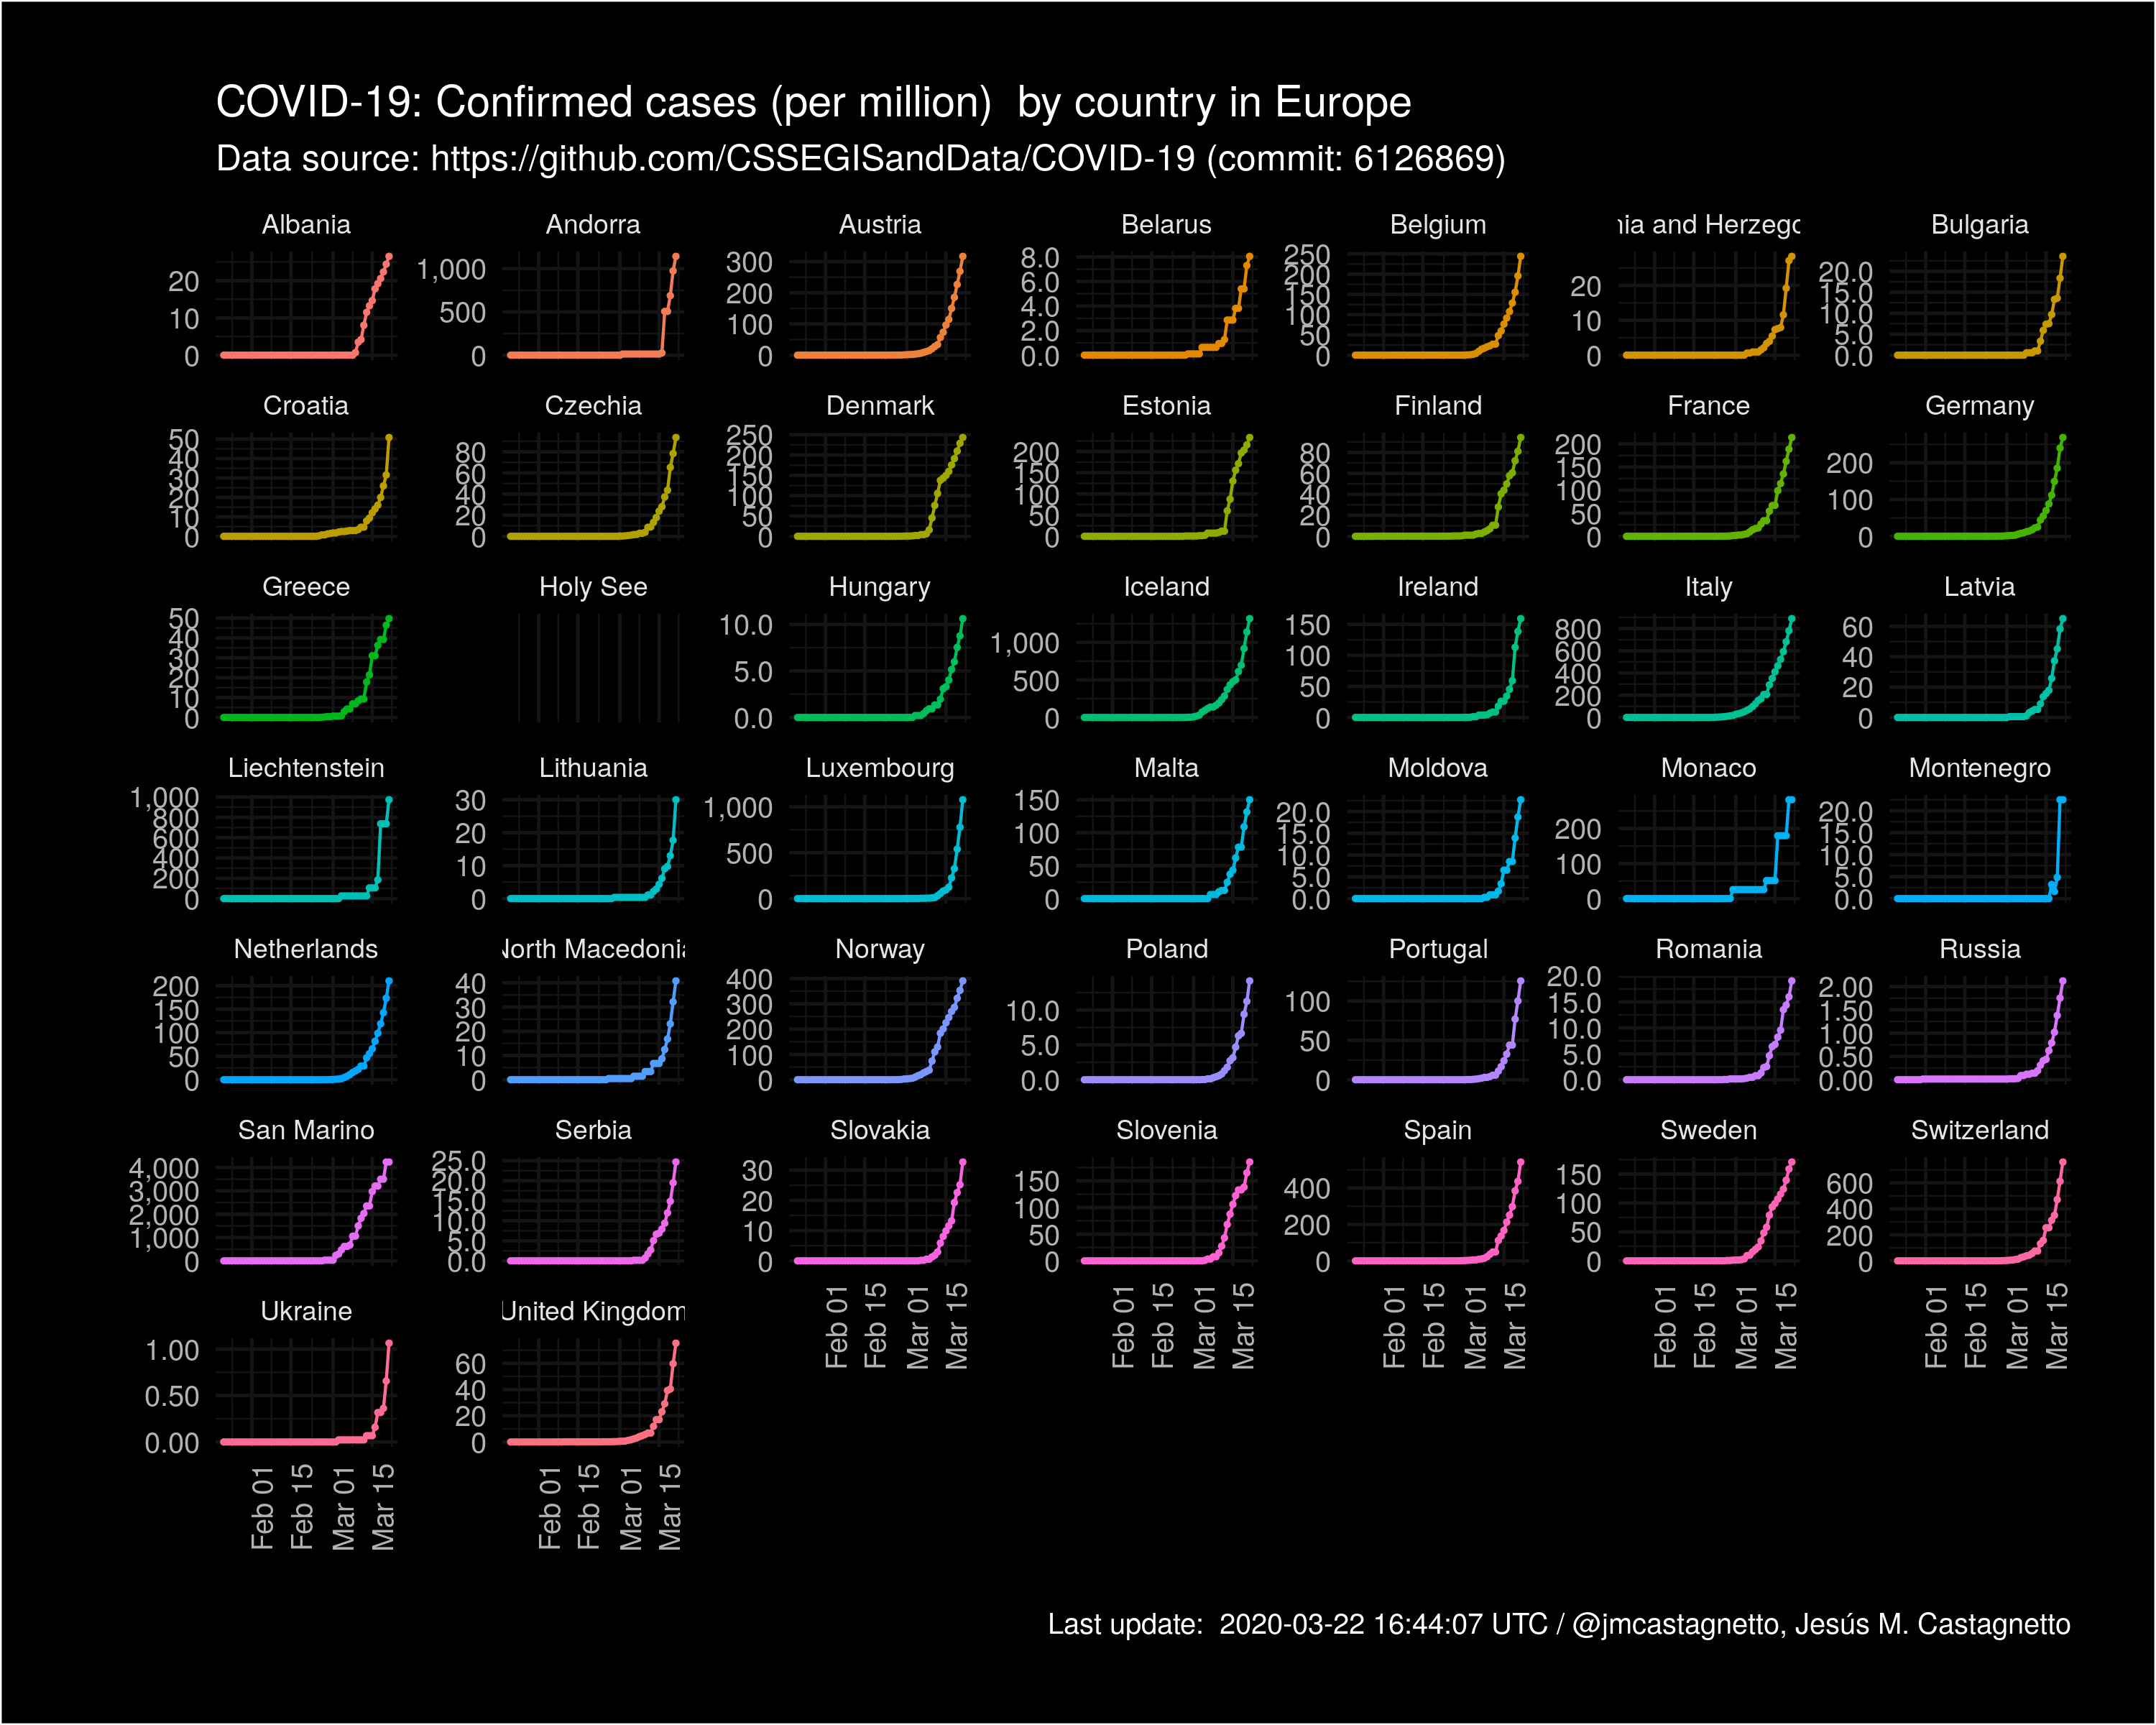 COVID-19: Confirmed cases (per million)  by country in Europe
Data source: https://github.com/CSSEGISandData/COVID-19 (commit: 6126869)
Albania
20
10
0
Andorra
1,000
500
0
Austria
300
200
100
0
Belarus
8.0
6.0
4.0
2.0
0.0
Belgium
250
200
150
100
50
0
nia and Herzego
20
10
0
Bulgaria
20.0
15.0
10.0
5.0
0.0
Croatia
50
40
30
20
10
0
Czechia
80
60
40
20
0
Denmark
250
200
150
100
50
0
Estonia
200
150
100
50
0
Finland
80
60
40
20
0
France
200
150
100
50
0
Germany
200
100
0
Greece
50
40
30
20
10
0
Holy See
Hungary
10.0
5.0
0.0
Iceland
1,000
500
0
Ireland
150
100
50
0
Italy
800
600
400
200
0
Latvia
60
40
20
0
Liechtenstein
1,000
800
600
400
200
0
Lithuania
30
20
10
0
Luxembourg
1,000
500
0
Malta
150
100
50
0
Moldova
20.0
15.0
10.0
5.0
0.0
Monaco
200
100
0
Montenegro
20.0
15.0
10.0
5.0
0.0
Netherlands
200
150
100
50
0
North Macedonia
40
30
20
10
0
Norway
400
300
200
100
0
Poland
10.0
5.0
0.0
Portugal
100
50
0
Romania
20.0
15.0
10.0
5.0
0.0
Russia
2.00
1.50
1.00
0.50
0.00
San Marino
4,000
3,000
2,000
1,000
0
Serbia
25.0
20.0
15.0
10.0
5.0
0.0
Slovakia
30
20
10
0
Feb 01
Feb 15
Mar 01
Mar 15
Slovenia
150
100
50
0
Feb 01
Feb 15
Mar 01
Mar 15
Spain
400
200
0
Feb 01
Feb 15
Mar 01
Mar 15
Sweden
150
100
50
0
Feb 01
Feb 15
Mar 01
Mar 15
Switzerland
600
400
200
0
Feb 01
Feb 15
Mar 01
Mar 15
Ukraine
1.00
0.50
0.00
Feb 01
Feb 15
Mar 01
Mar 15
United Kingdom
60
40
20
0
Feb 01
Feb 15
Mar 01
Mar 15
Last update:  2020-03-22 16:44:07 UTC / @jmcastagnetto, Jesús M. Castagnetto